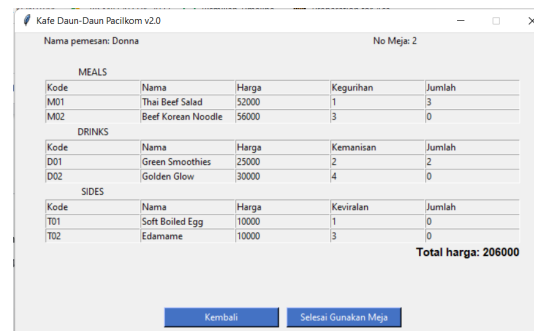 Kafe Daun-Daun Pacilkom v2.0
Nama pemesan: Donna No Meja: 2
MEALS
Kode Nama Harga Kegurihan Jumlah
M01 Thai Beef Salad 52000 1 3
M02 Beef Korean Noodle 56000 3 0
DRINKS
Kode Nama Harga Kemanisan Jumlah
D01 Green Smoothies 25000 2 2
D02 Golden Glow 30000 4 0
SIDES
Kode Nama Harga Keviralan Jumlah
T01 Soft Boiled Egg 10000 1 0
T02 Edamame 10000 3 0
Total harga: 206000
Kembali Selesai Gunakan Meja